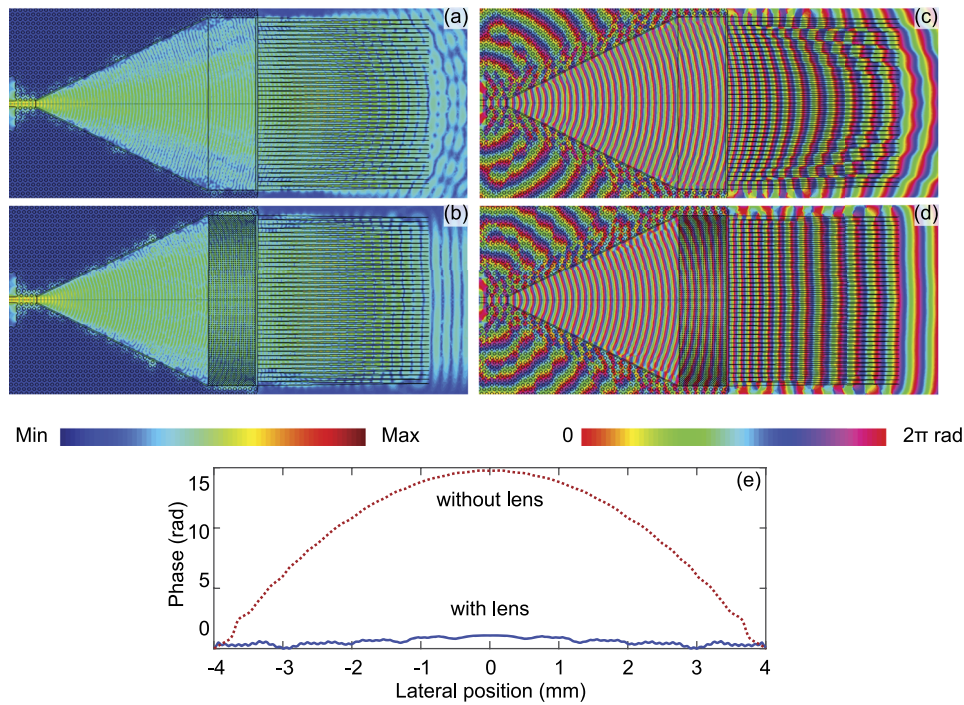 (a) (c)
(b) (d)
Min Max 0 2π rad
(e)
15
without lens
10
Phase (rad)
5
with lens
0
-4 -3 -2 -1 0 1 2 3 4
Lateral position (mm)